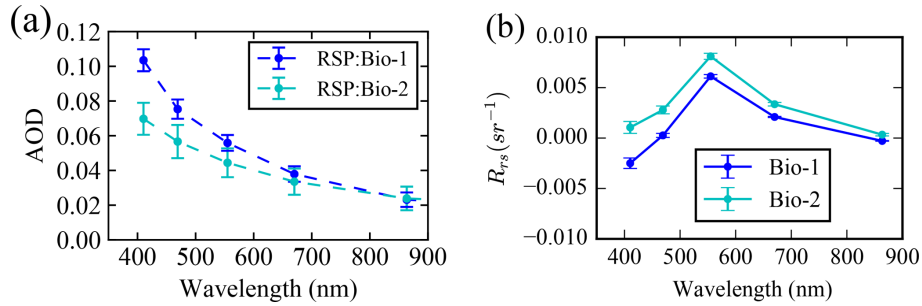 (a)
0.12
0.10
0.08
0.06
0.04
0.02
0.00
AOD
RSP:Bio-1
RSP:Bio-2
400 500 600 700 800 900
Wavelength (nm)
(b)
0.010
0.005
0.000
−0.005
−0.010
R_rs(sr⁻¹)
Bio-1
Bio-2
400 500 600 700 800 900
Wavelength (nm)